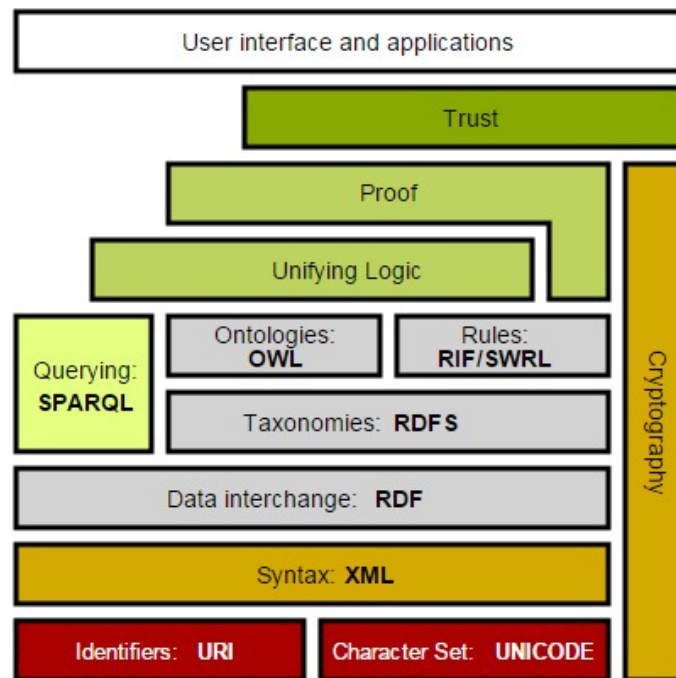 User interface and applications
Trust
Proof
Unifying Logic
Ontologies:
OWL
Rules:
RIF/SWRL
Querying:
SPARQL
Taxonomies: RDFS
Cryptography
Data interchange: RDF
Syntax: XML
Identifiers: URI
Character Set: UNICODE